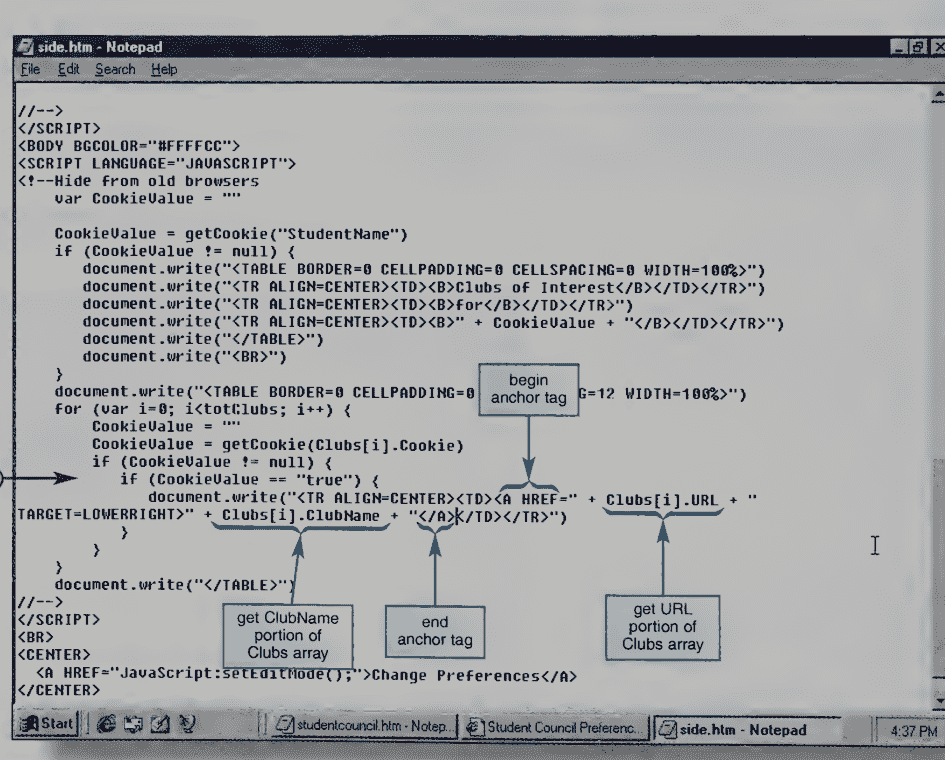 side.htm - Notepad
File Edit Search Help
//-->
</SCRIPT>
<BODY BGCOLOR="#FFFFCC">
<SCRIPT LANGUAGE="JAVASCRIPT">
<!--Hide from old browsers
var CookieValue = ""
CookieValue = getCookie("StudentName")
if (CookieValue != null) {
document.write("<TABLE BORDER=0 CELLPADDING=0 CELLSPACING=0 WIDTH=100%>")
document.write("<TR ALIGN=CENTER><TD><B>Clubs of Interest</B></TD></TR>")
document.write("<TR ALIGN=CENTER><TD><B>for</B></TD></TR>")
document.write("<TR ALIGN=CENTER><TD><B>" + CookieValue + "</B></TD></TR>")
document.write("</TABLE>")
document.write("<BR>")
}
document.write("<TABLE BORDER=0 CELLPADDING=0 G=12 WIDTH=100%>")
begin
anchor tag
for (var i=0; i<totClubs; i++) {
CookieValue = ""
CookieValue = getCookie(Clubs[i].Cookie)
if (CookieValue != null) {
if (CookieValue == "true") {
document.write("<TR ALIGN=CENTER><TD><A HREF=" + Clubs[i].URL + "
TARGET=LOWERRIGHT>" + Clubs[i].ClubName + "</A></TD></TR>")
}
}
}
document.write("</TABLE>")
//-->
</SCRIPT>
<BR>
<CENTER>
get ClubName
portion of
Clubs array
end
anchor tag
get URL
portion of
Clubs array
<A HREF="JavaScript:setEditMode();">Change Preferences</A>
</CENTER>
Start studentcouncil.htm - Notep... Student Council Preferenc... side.htm - Notepad 4:37 PM